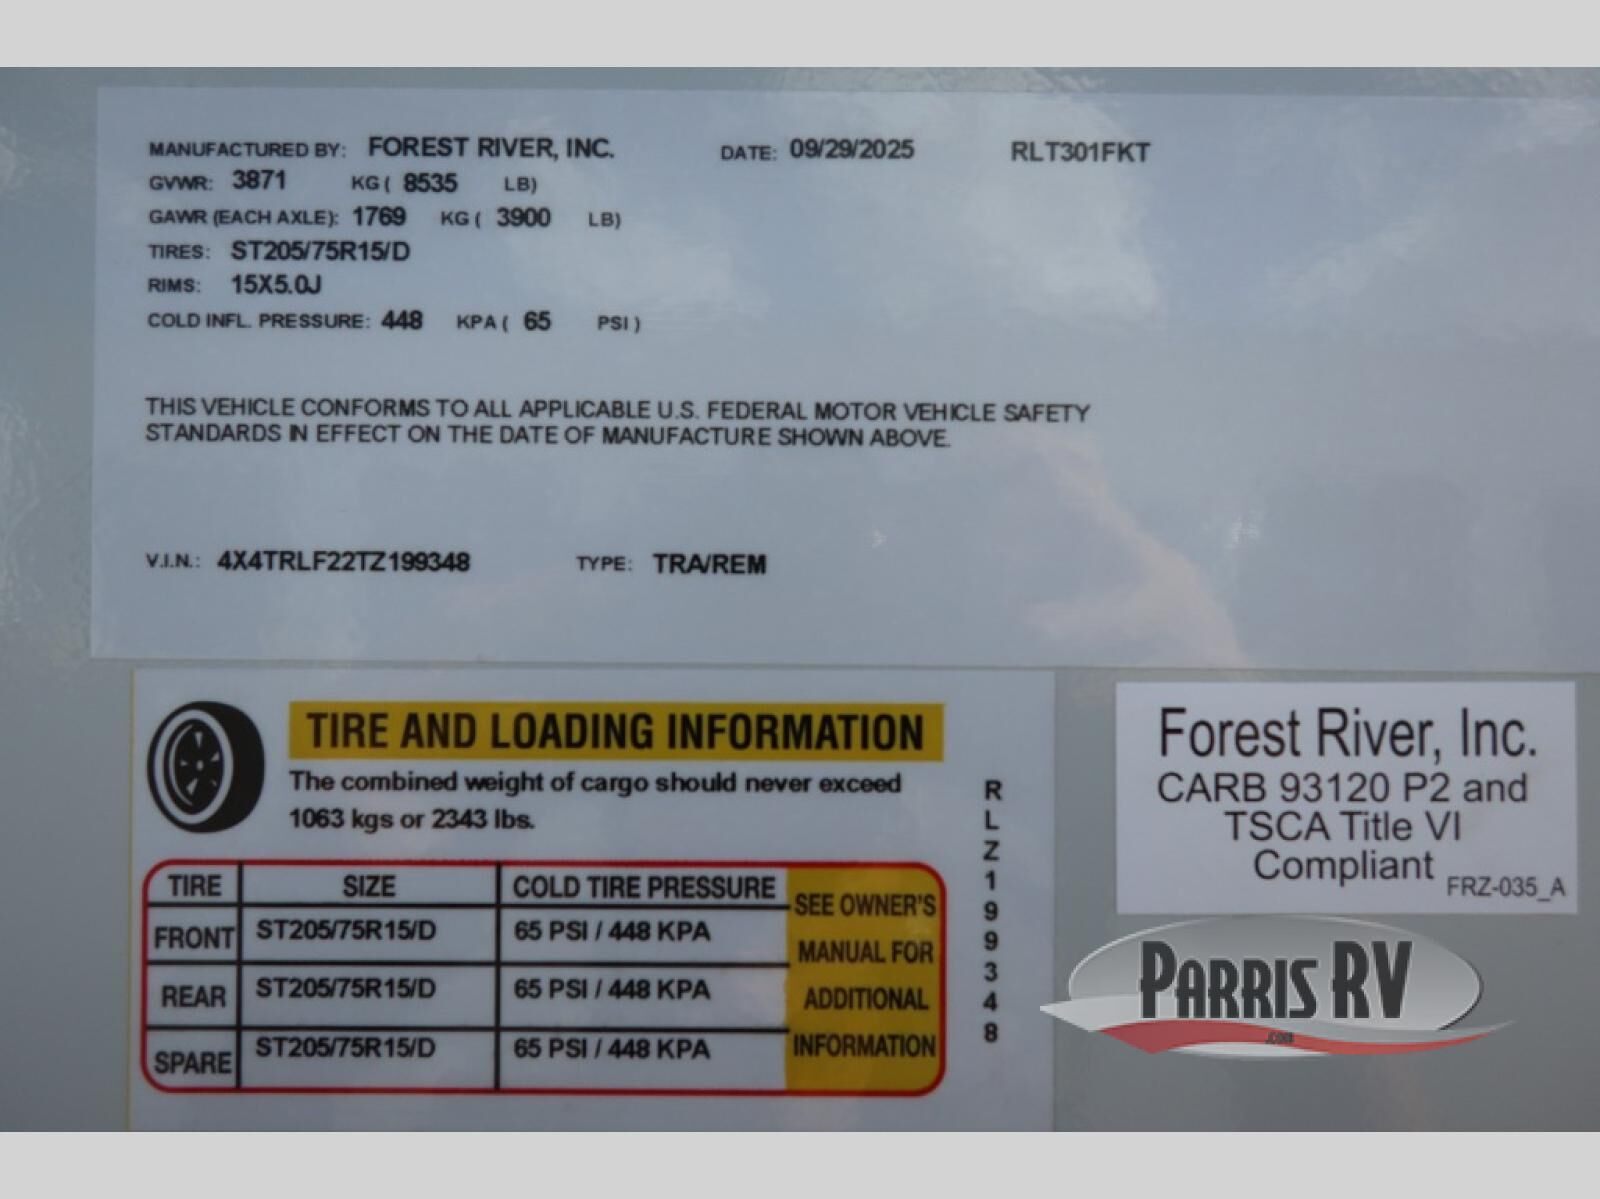 MANUFACTURED BY: FOREST RIVER, INC. DATE: 09/29/2025 RLT301FKT
GVWR: 3871 KG ( 8535 LB)
GAWR (EACH AXLE): 1769 KG ( 3900 LB)
TIRES: ST205/75R15/D
RIMS: 15X5.0J
COLD INFL. PRESSURE: 448 KPA ( 65 PSI )
THIS VEHICLE CONFORMS TO ALL APPLICABLE U.S. FEDERAL MOTOR VEHICLE SAFETY
STANDARDS IN EFFECT ON THE DATE OF MANUFACTURE SHOWN ABOVE.
V.I.N.: 4X4TRLF22TZ199348 TYPE: TRA/REM
TIRE AND LOADING INFORMATION
The combined weight of cargo should never exceed
1063 kgs or 2343 lbs.
TIRE SIZE COLD TIRE PRESSURE
FRONT ST205/75R15/D 65 PSI / 448 KPA
REAR ST205/75R15/D 65 PSI / 448 KPA
SPARE ST205/75R15/D 65 PSI / 448 KPA
SEE OWNER'S
MANUAL FOR
ADDITIONAL
INFORMATION
RLZ199348
Forest River, Inc.
CARB 93120 P2 and
TSCA Title VI
Compliant
FRZ-035_A
PARRIS RV
.com